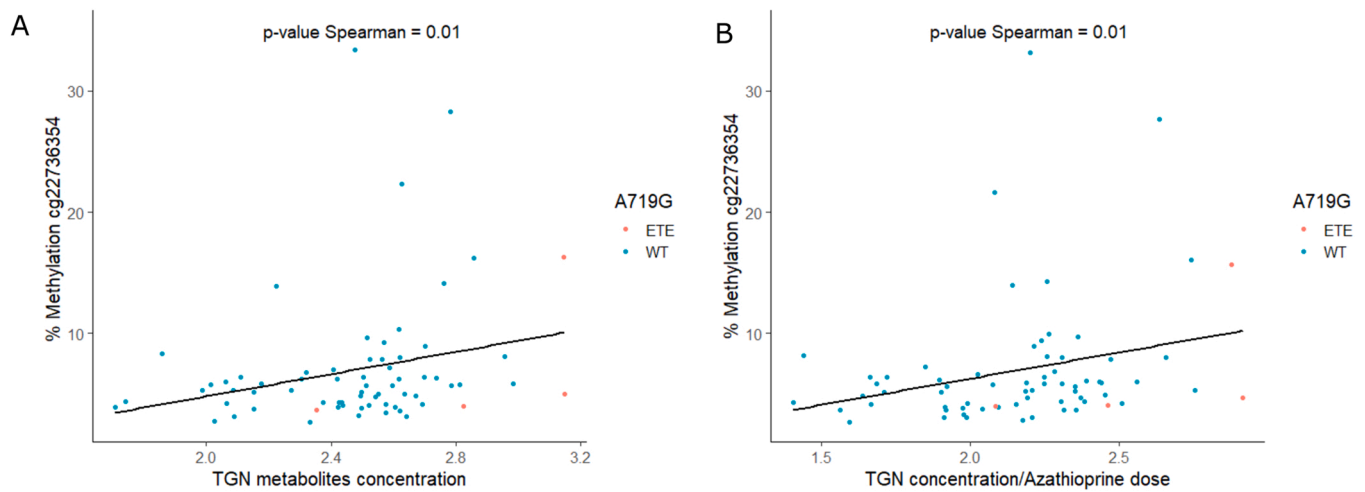 A
p-value Spearman = 0.01
% Methylation cg22736354
30
20
10
2.0
2.4
2.8
3.2
TGN metabolites concentration
A719G
ETE
WT
B
p-value Spearman = 0.01
% Methylation cg22736354
30
20
10
1.5
2.0
2.5
TGN concentration/Azathioprine dose
A719G
ETE
WT